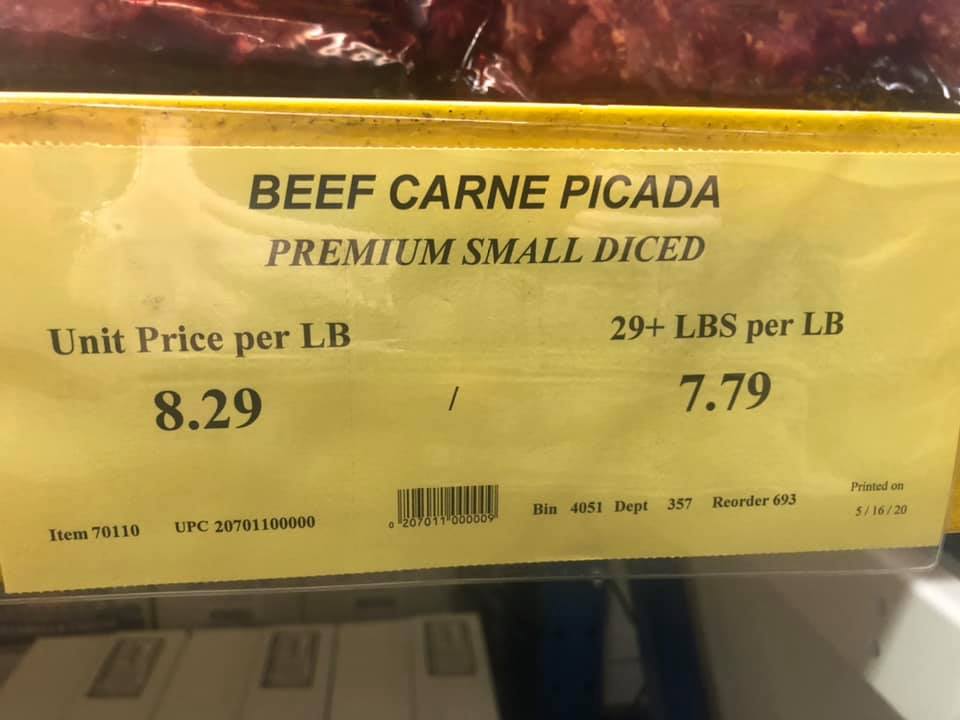 BEEF CARNE PICADA
PREMIUM SMALL DICED
Unit Price per LB
29+ LBS per LB
8.29 / 7.79
Item 70110 UPC 20701100000
0 207011 000009
Bin 4051 Dept 357 Reorder 693
Printed on
5 / 16 / 20